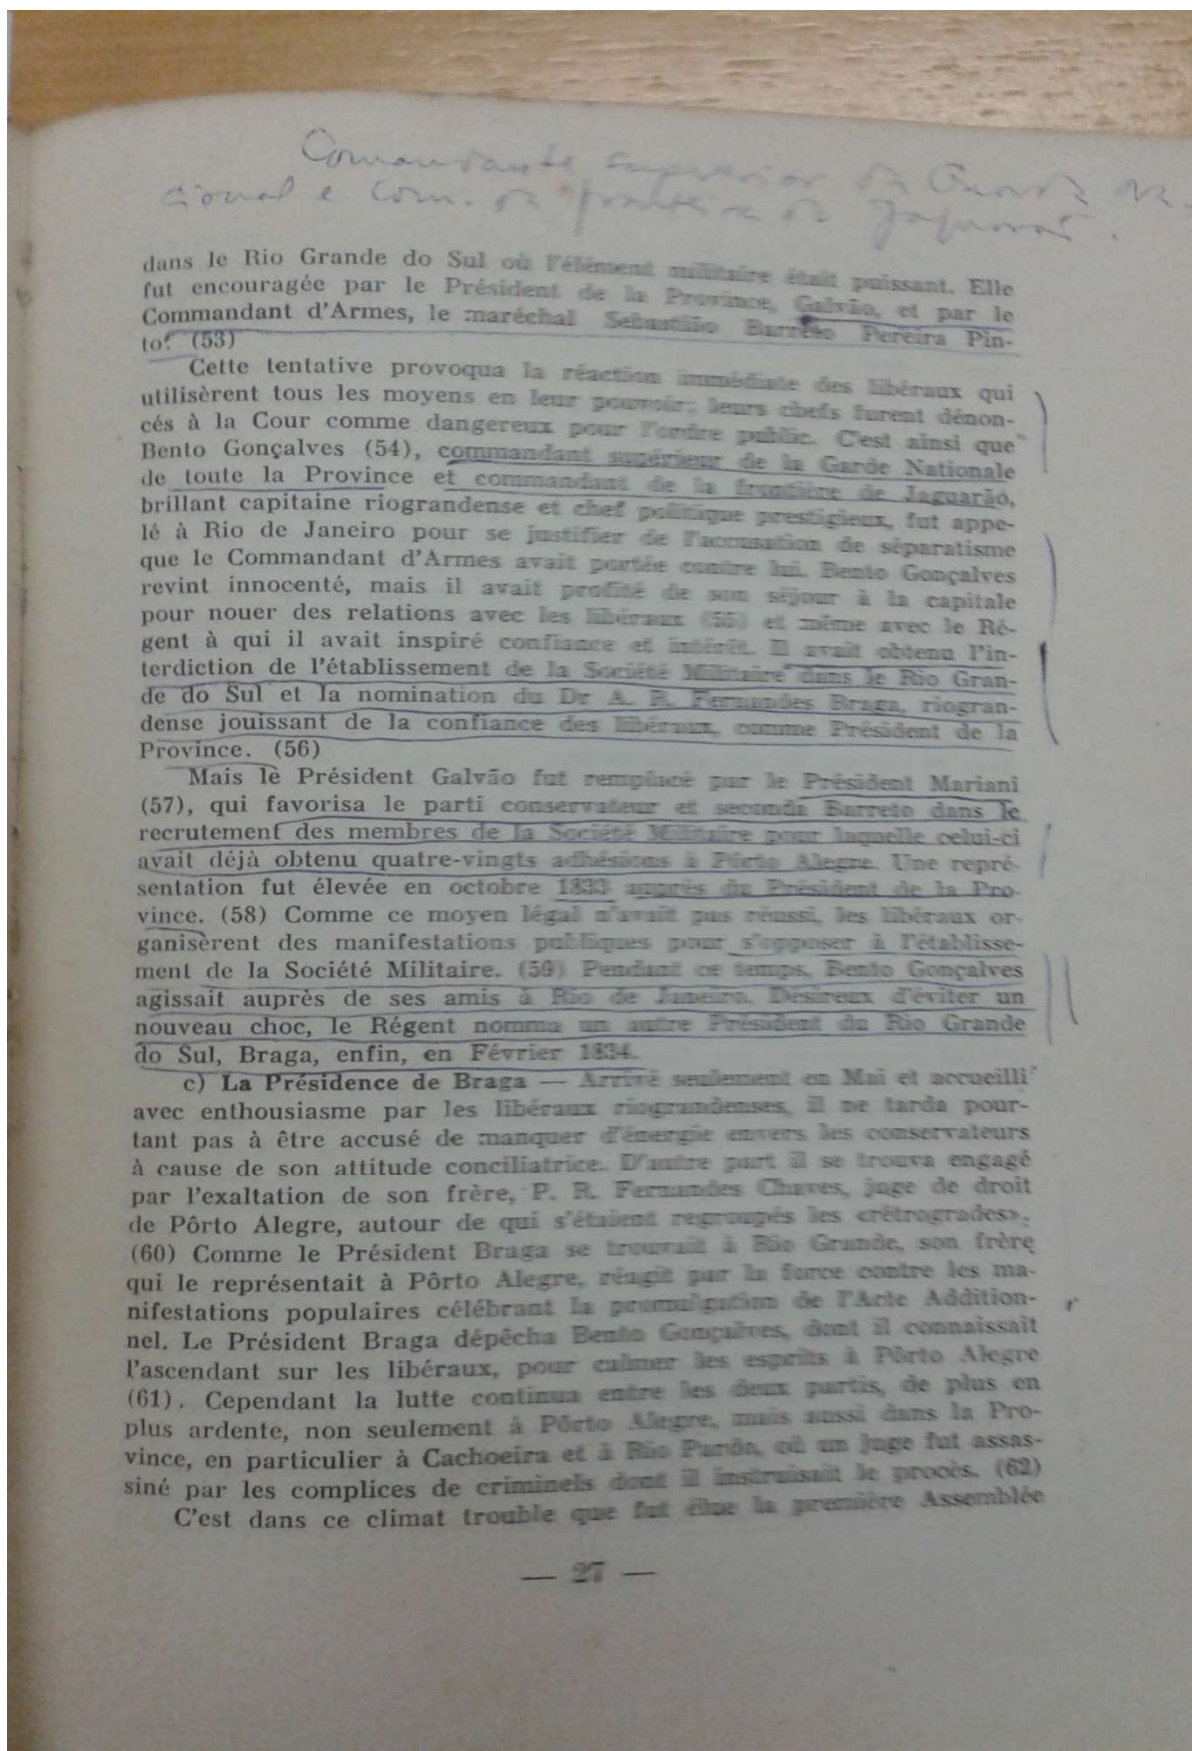 Comandante superior da Guarda Na-
cional e Com. da fronteira de Jaguarão.
dans le Rio Grande do Sul où l'élément militaire était puissant. Elle
fut encouragée par le Président de la Province, Galvão, et par le
Commandant d'Armes, le maréchal Sebastião Barreto Pereira Pin-
to. (53)
Cette tentative provoqua la réaction immédiate des libéraux qui
utilisèrent tous les moyens en leur pouvoir; leurs chefs furent dénon-
cés à la Cour comme dangereux pour l'ordre public. C'est ainsi que
Bento Gonçalves (54), commandant supérieur de la Garde Nationale
de toute la Province et commandant de la frontière de Jaguarão,
brillant capitaine riograndense et chef politique prestigieux, fut appe-
lé à Rio de Janeiro pour se justifier de l'accusation de séparatisme
que le Commandant d'Armes avait portée contre lui. Bento Gonçalves
revint innocenté, mais il avait profité de son séjour à la capitale
pour nouer des relations avec les libéraux (55) et même avec le Ré-
gent à qui il avait inspiré confiance et intérêt. Il avait obtenu l'in-
terdiction de l'établissement de la Société Militaire dans le Rio Gran-
de do Sul et la nomination du Dr A. R. Fernandes Braga, riogran-
dense jouissant de la confiance des libéraux, comme Président de la
Province. (56)
Mais le Président Galvão fut remplacé par le Président Mariani
(57), qui favorisa le parti conservateur et seconda Barreto dans le
recrutement des membres de la Société Militaire pour laquelle celui-ci
avait déjà obtenu quatre-vingts adhésions à Pôrto Alegre. Une repré-
sentation fut élevée en octobre 1833 auprès du Président de la Pro-
vince. (58) Comme ce moyen légal n'avait pas réussi, les libéraux or-
ganisèrent des manifestations publiques pour s'opposer à l'établisse-
ment de la Société Militaire. (59) Pendant ce temps, Bento Gonçalves
agissait auprès de ses amis à Rio de Janeiro. Désireux d'éviter un
nouveau choc, le Régent nomma un autre Président du Rio Grande
do Sul, Braga, enfin, en Février 1834.
c) La Présidence de Braga — Arrivé seulement en Mai et accueilli
avec enthousiasme par les libéraux riograndenses, il ne tarda pour-
tant pas à être accusé de manquer d'énergie envers les conservateurs
à cause de son attitude conciliatrice. D'autre part il se trouva engagé
par l'exaltation de son frère, P. R. Fernandes Chaves, juge de droit
de Pôrto Alegre, autour de qui s'étaient regroupés les «rétrogrades».
(60) Comme le Président Braga se trouvait à Rio Grande, son frère
qui le représentait à Pôrto Alegre, réagit par la force contre les ma-
nifestations populaires célébrant la promulgation de l'Acte Addition-
nel. Le Président Braga dépêcha Bento Gonçalves, dont il connaissait
l'ascendant sur les libéraux, pour calmer les esprits à Pôrto Alegre
(61). Cependant la lutte continua entre les deux partis, de plus en
plus ardente, non seulement à Pôrto Alegre, mais aussi dans la Pro-
vince, en particulier à Cachoeira et à Rio Pardo, où un juge fut assas-
siné par les complices de criminels dont il instruisait le procès. (62)
C'est dans ce climat trouble que fut élue la première Assemblée
— 27 —